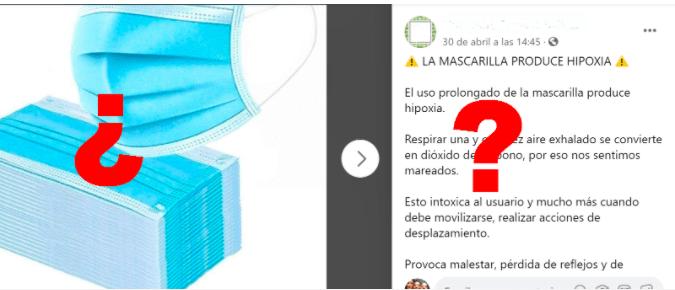 ¿
?
30 de abril a las 14:45 ·
⚠ LA MASCARILLA PRODUCE HIPOXIA ⚠
El uso prolongado de la mascarilla produce
hipoxia.
Respirar una y ez aire exhalado se convierte
en dióxido de ono, por eso nos sentimos
mareados.
Esto intoxica al usuario y mucho más cuando
debe movilizarse, realizar acciones de
desplazamiento.
Provoca malestar, pérdida de reflejos y de